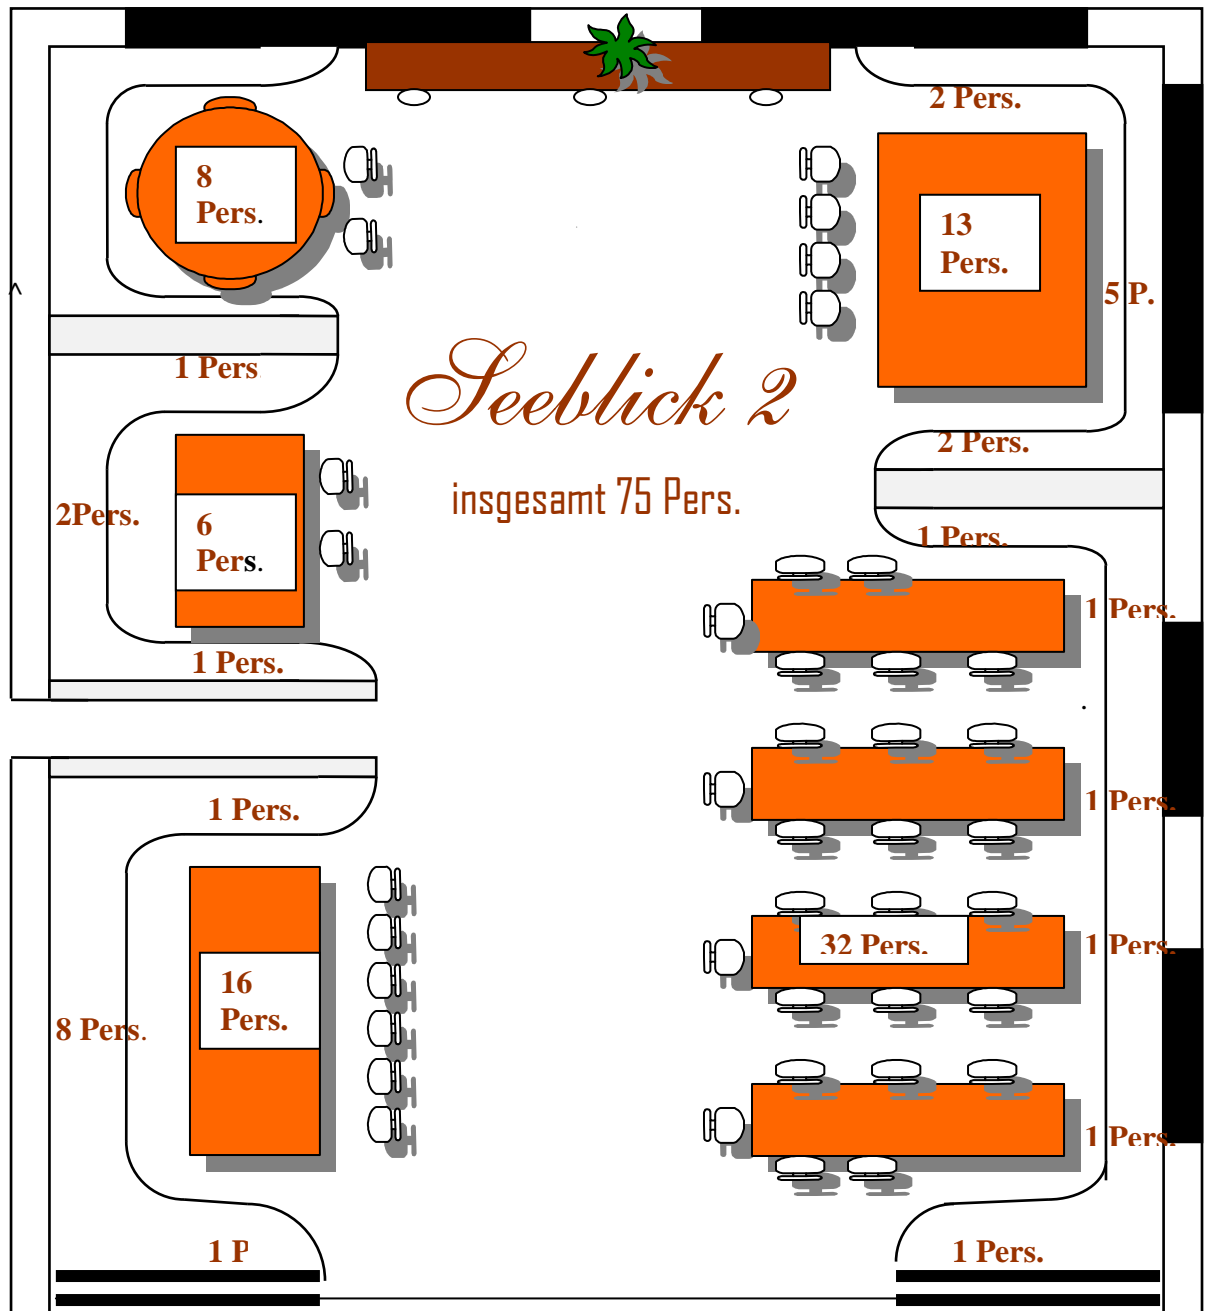 2 Pers.
8
Pers.
13
Pers.
5 P.
1 Pers
Seeblick 2
2 Pers.
insgesamt 75 Pers.
2Pers.
6
Pers.
1 Pers.
1 Pers.
1 Pers.
1 Pers.
1 Pers.
32 Pers.
1 Pers.
16
Pers.
8 Pers.
1 Pers.
1 P
1 Pers.